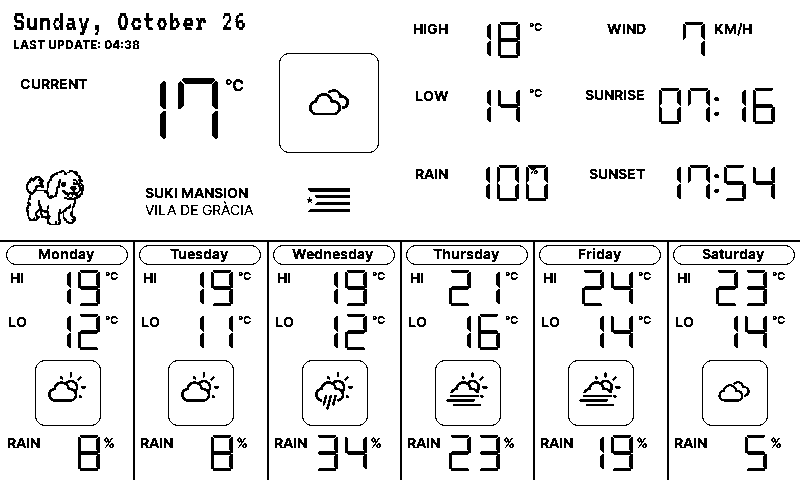 Sunday, October 26
LAST UPDATE: 04:38
CURRENT 17 °C
HIGH 18 °C
WIND 7 KM/H
LOW 14 °C
SUNRISE 07:16
RAIN 100 %
SUNSET 17:54
SUKI MANSION
VILA DE GRÀCIA
Monday
HI 19 °C
LO 12 °C
RAIN 8 %
Tuesday
HI 19 °C
LO 11 °C
RAIN 8 %
Wednesday
HI 19 °C
LO 12 °C
RAIN 34 %
Thursday
HI 21 °C
LO 16 °C
RAIN 23 %
Friday
HI 24 °C
LO 14 °C
RAIN 19 %
Saturday
HI 23 °C
LO 14 °C
RAIN 5 %